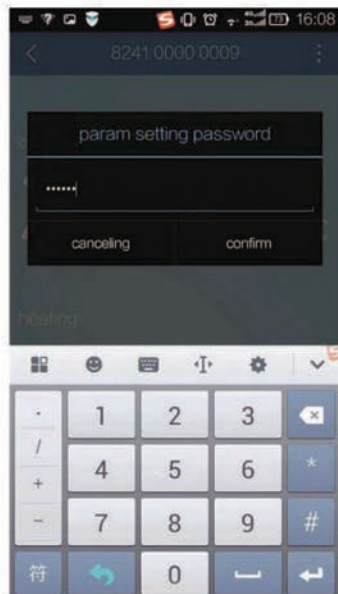 16:08
8241 0000 0009
param setting password
••••••
canceling
confirm
heating
1 2 3
/
4 5 6 *
+
- 7 8 9 #
符 0